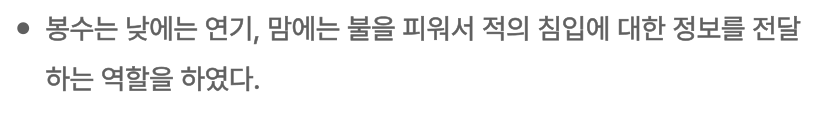 • 봉수는 낮에는 연기, 맘에는 불을 피워서 적의 침입에 대한 정보를 전달
하는 역할을 하였다.